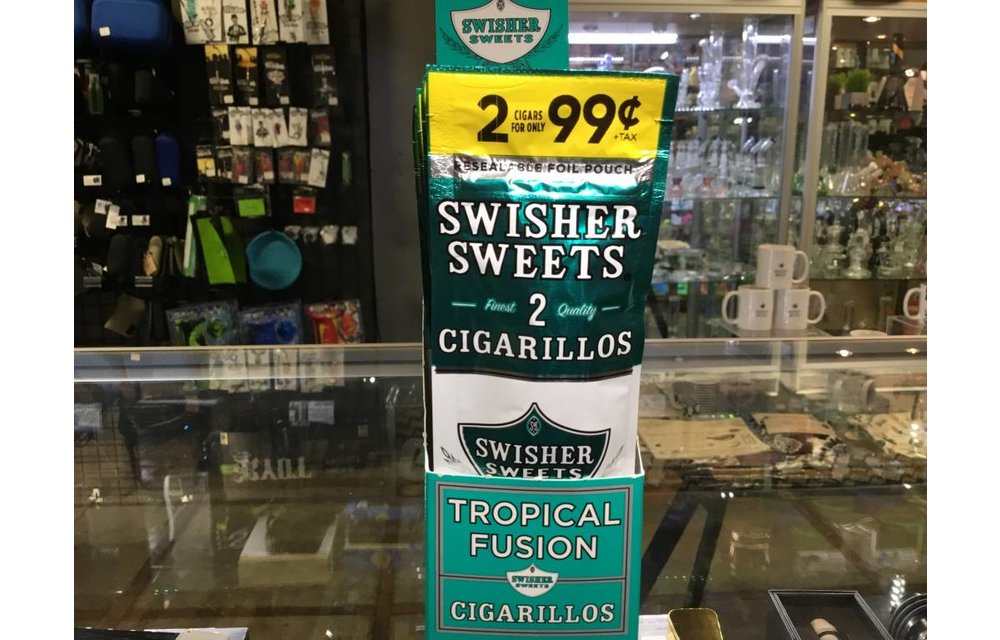 SWISHER
SWEETS
2 CIGARS FOR ONLY 99¢ +TAX
RESEALABLE FOIL POUCH
SWISHER
SWEETS
Finest 2 Quality
CIGARILLOS
SWISHER
SWEETS
TROPICAL
FUSION
SWISHER
SWEETS
CIGARILLOS